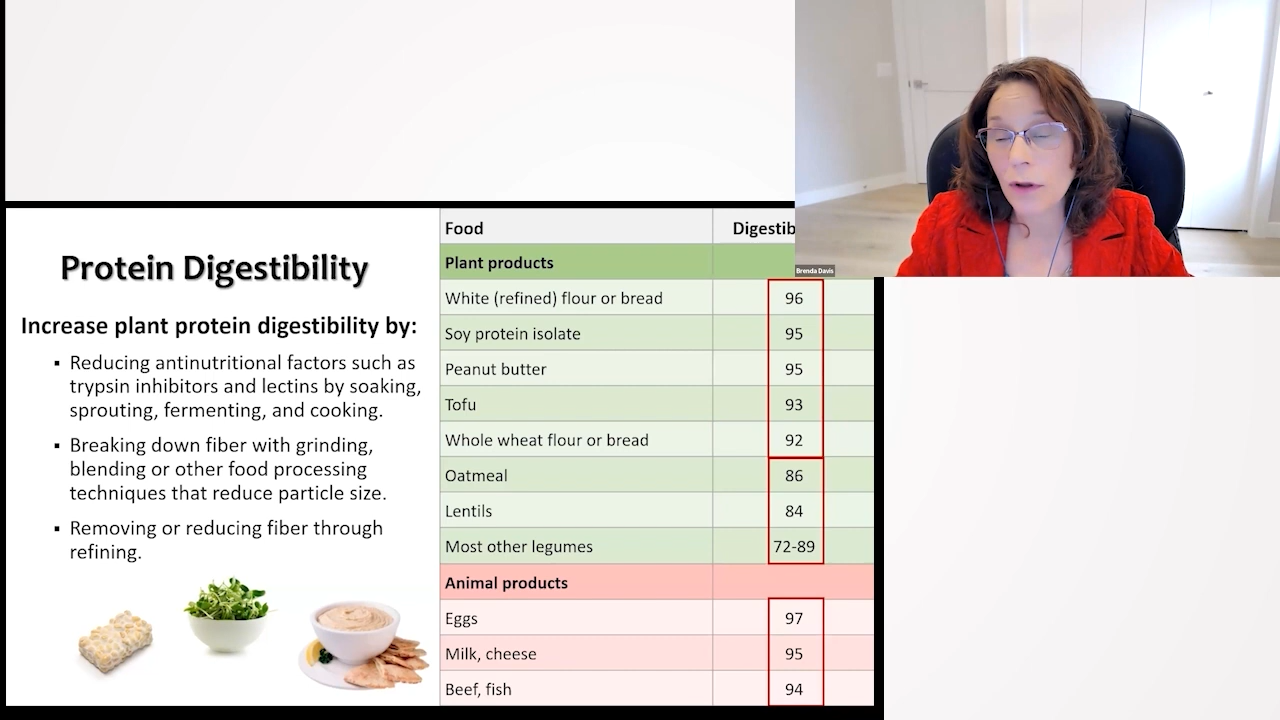 Brenda Davis
Protein Digestibility
Increase plant protein digestibility by:
▪ Reducing antinutritional factors such as
trypsin inhibitors and lectins by soaking,
sprouting, fermenting, and cooking.
▪ Breaking down fiber with grinding,
blending or other food processing
techniques that reduce particle size.
▪ Removing or reducing fiber through
refining.
Food Digestib
Plant products
White (refined) flour or bread 96
Soy protein isolate 95
Peanut butter 95
Tofu 93
Whole wheat flour or bread 92
Oatmeal 86
Lentils 84
Most other legumes 72-89
Animal products
Eggs 97
Milk, cheese 95
Beef, fish 94